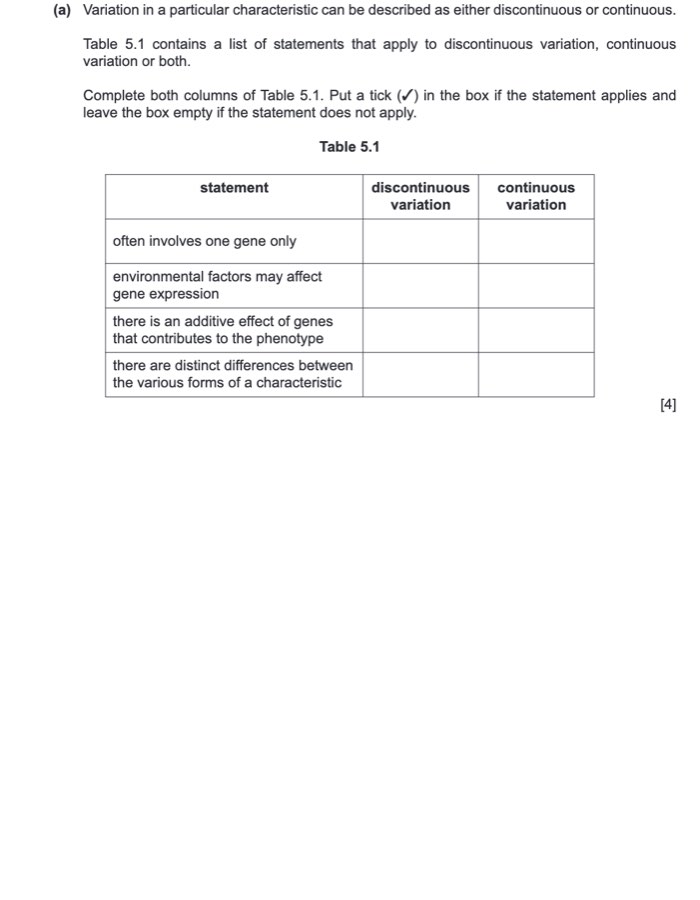 (a) Variation in a particular characteristic can be described as either discontinuous or continuous.
Table 5.1 contains a list of statements that apply to discontinuous variation, continuous
variation or both.
Complete both columns of Table 5.1. Put a tick (✓) in the box if the statement applies and
leave the box empty if the statement does not apply.
Table 5.1
statement
discontinuous
variation
continuous
variation
often involves one gene only
environmental factors may affect
gene expression
there is an additive effect of genes
that contributes to the phenotype
there are distinct differences between
the various forms of a characteristic
[4]